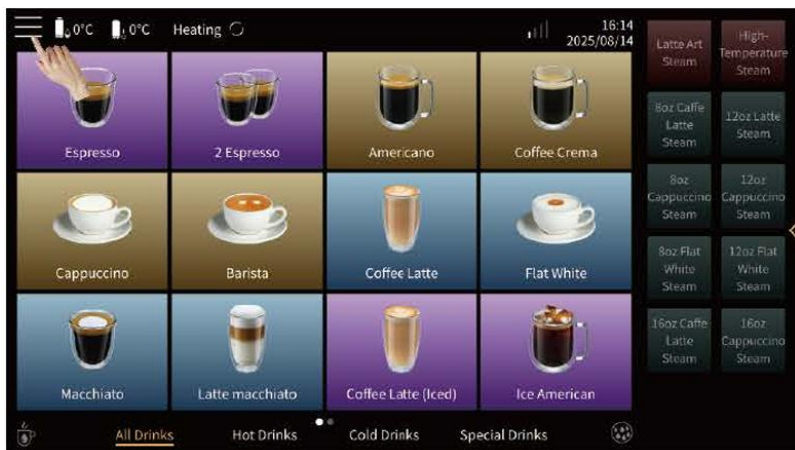 0°C 0°C Heating 16:14
2025/08/14
Espresso 2 Espresso Americano Coffee Crema
Cappuccino Barista Coffee Latte Flat White
Macchiato Latte macchiato Coffee Latte (Iced) Ice American
All Drinks Hot Drinks Cold Drinks Special Drinks
Latte Art
Steam
High-
Temperature
Steam
8oz Caffe
Latte
Steam
12oz Latte
Steam
8oz
Cappuccino
Steam
12oz
Cappuccino
Steam
8oz Flat
White
Steam
12oz Flat
White
Steam
16oz Caffe
Latte
Steam
16oz
Cappuccino
Steam